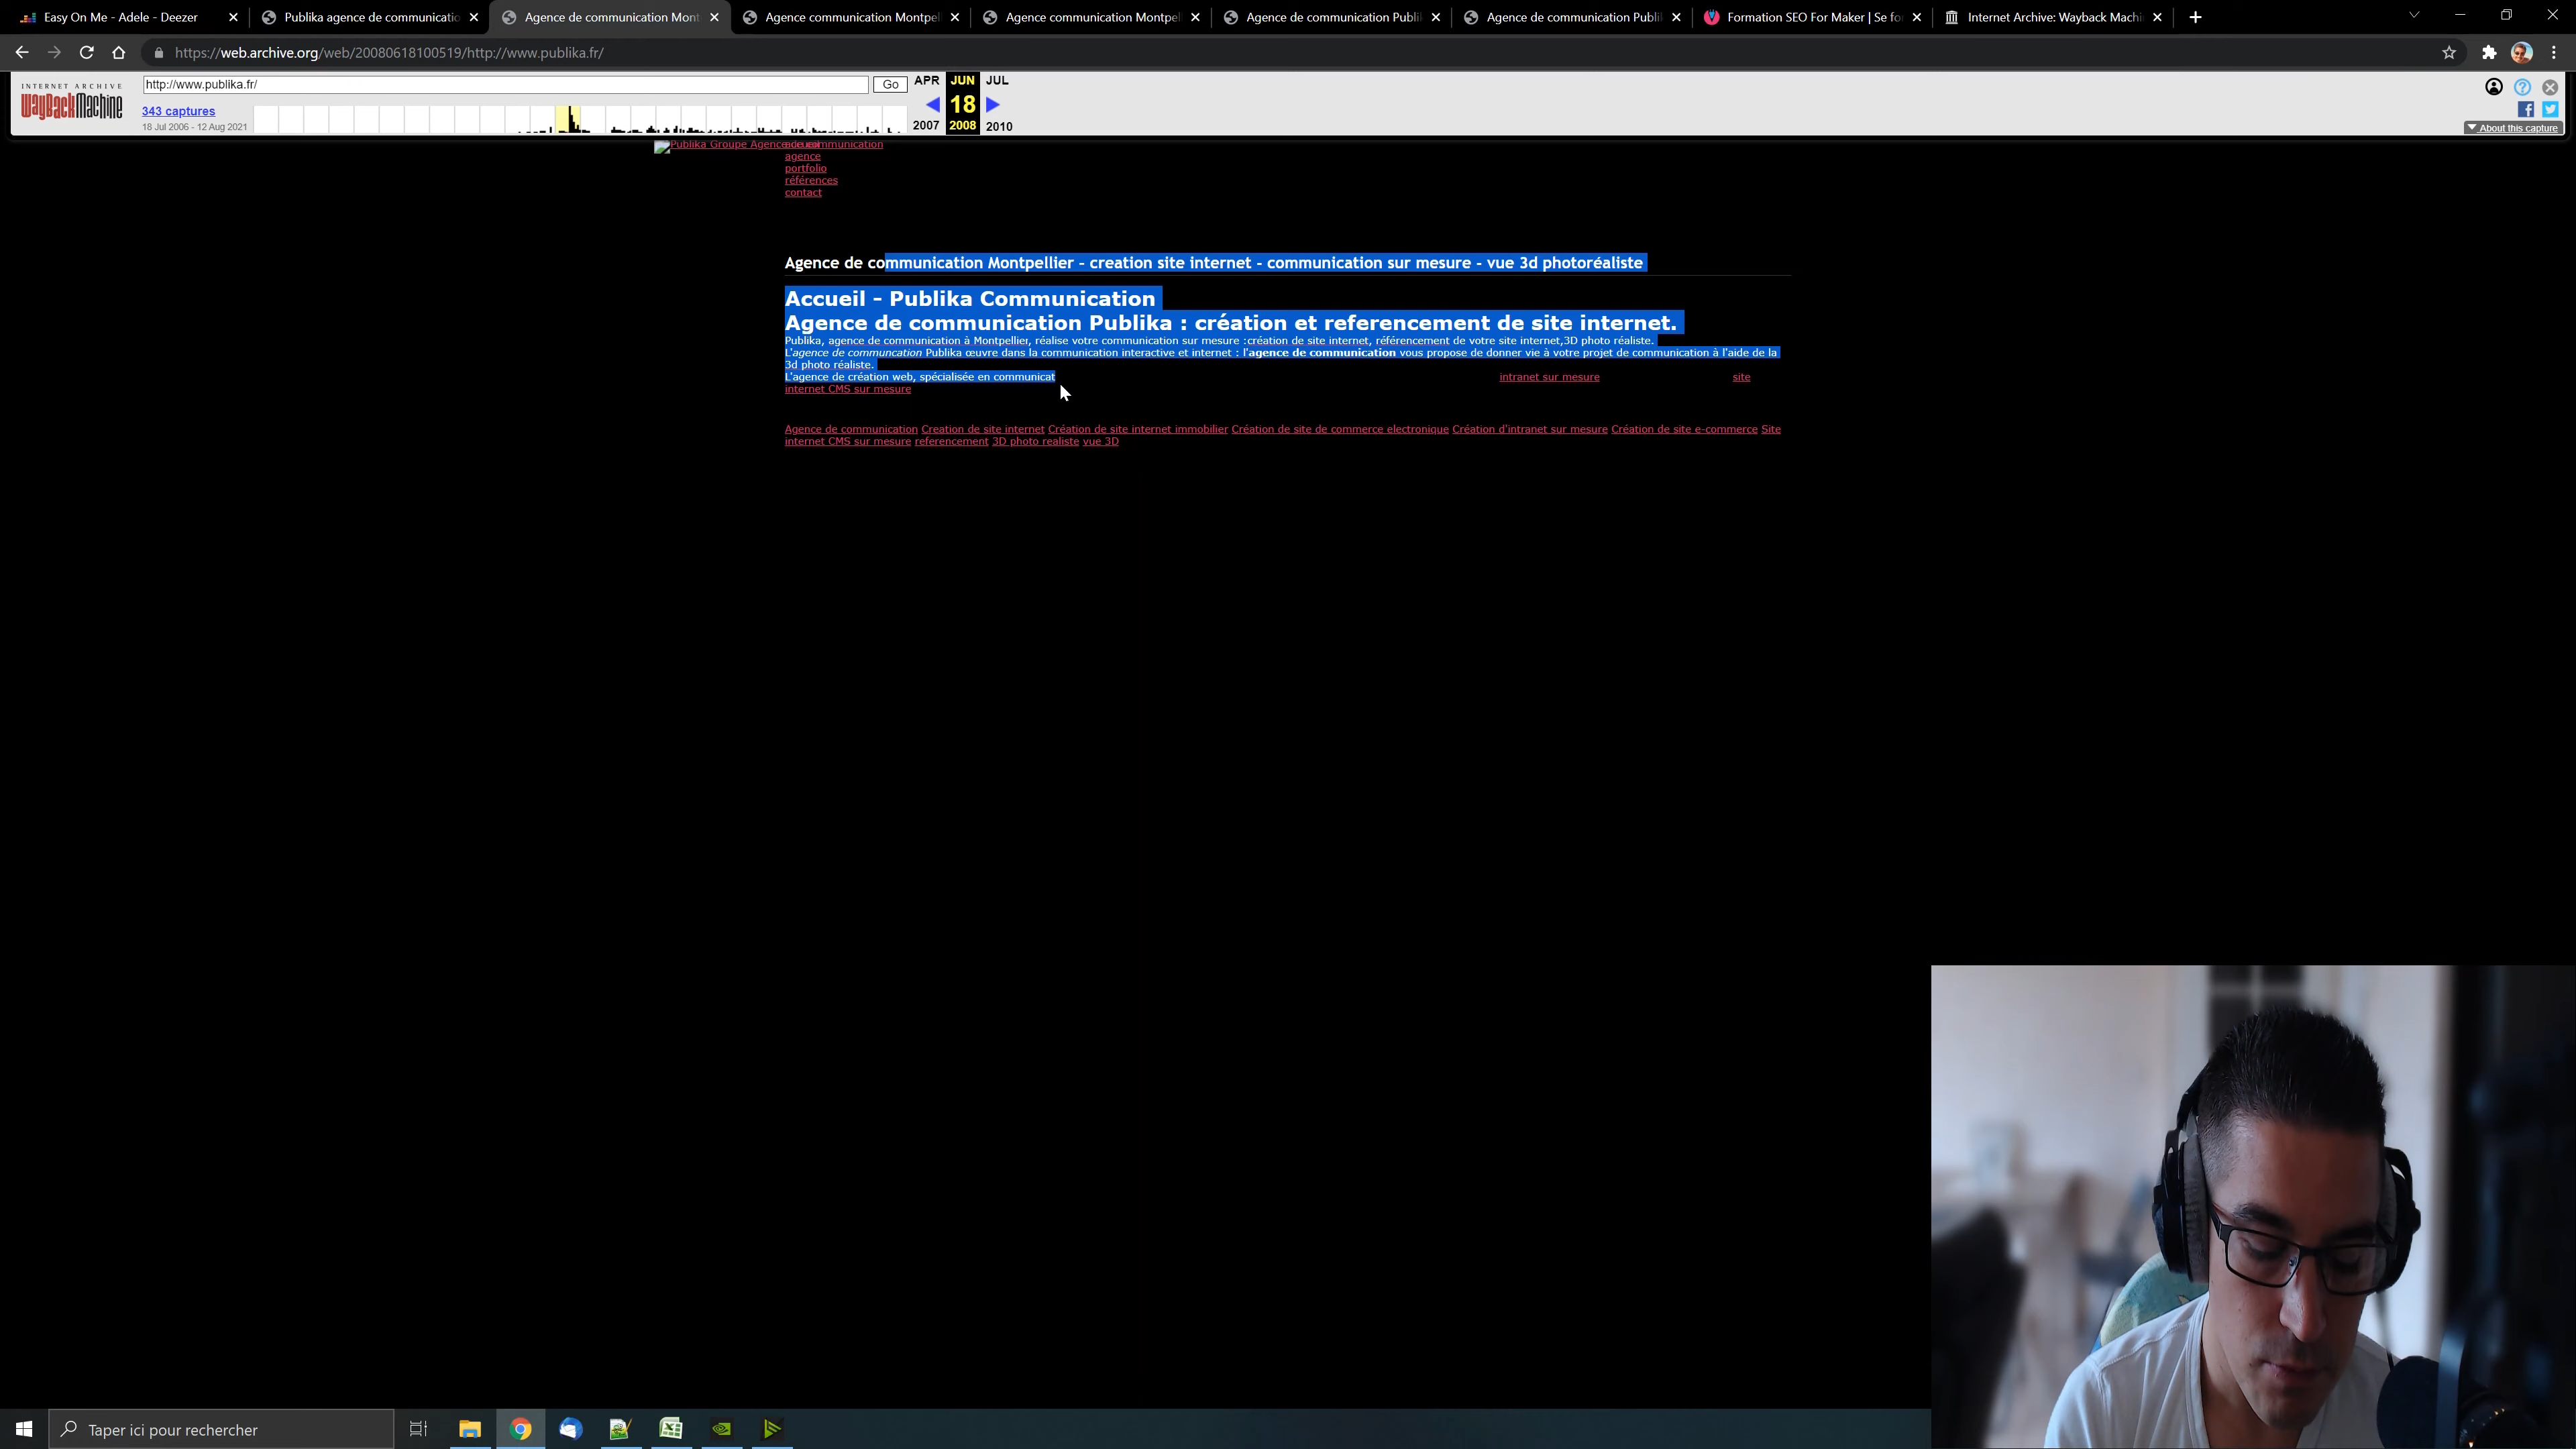 Easy On Me - Adele - Deezer
Publika agence de communicatio
Agence de communication Mont
Agence communication Montpel
Agence communication Montpel
Agence de communication Publi
Agence de communication Publi
Formation SEO For Maker | Se fo
Internet Archive: Wayback Machi
https://web.archive.org/web/20080618100519/http://www.publika.fr/
INTERNET ARCHIVE
WayBackMachine
http://www.publika.fr/
Go
343 captures
18 Jul 2006 - 12 Aug 2021
APR JUN JUL
18
2007 2008 2010
About this capture
Publika Groupe Agence de communication
accueil
agence
portfolio
références
contact
Agence de communication Montpellier - creation site internet - communication sur mesure - vue 3d photoréaliste
Accueil - Publika Communication
Agence de communication Publika : création et referencement de site internet.
Publika, agence de communication à Montpellier, réalise votre communication sur mesure :création de site internet, référencement de votre site internet,3D photo réaliste.
L'agence de communcation Publika œuvre dans la communication interactive et internet : l'agence de communication vous propose de donner vie à votre projet de communication à l'aide de la
3d photo réaliste.
L'agence de création web, spécialisée en communicat intranet sur mesure site
internet CMS sur mesure
Agence de communication Creation de site internet Création de site internet immobilier Création de site de commerce electronique Création d'intranet sur mesure Création de site e-commerce Site
internet CMS sur mesure referencement 3D photo realiste vue 3D
Taper ici pour rechercher